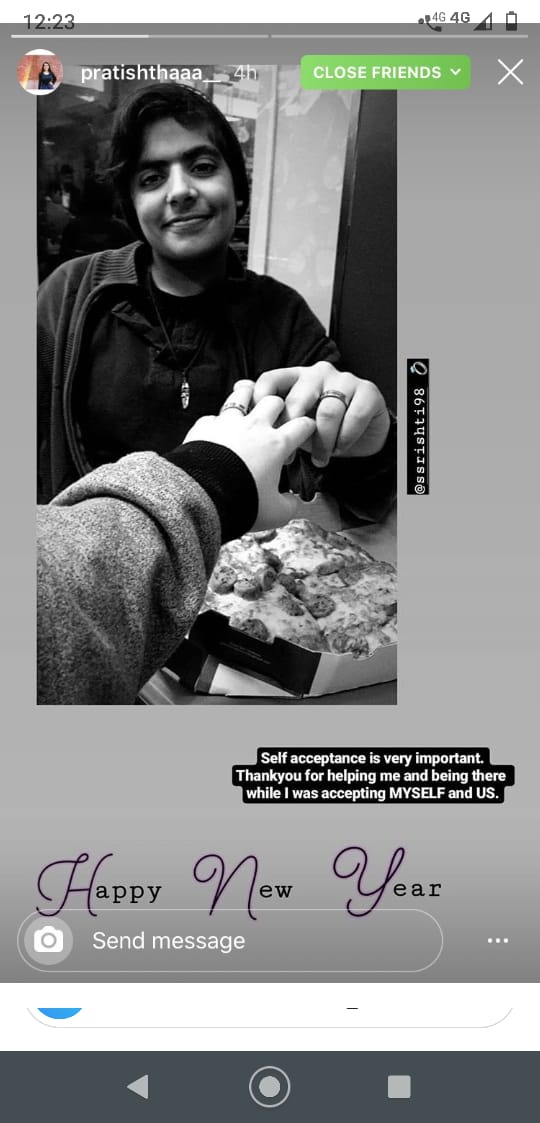 12:23
4G 4G
pratishthaaa__ 4h
CLOSE FRIENDS
@ssrishti98
Self acceptance is very important.
Thankyou for helping me and being there
while I was accepting MYSELF and US.
Happy New Year
Send message